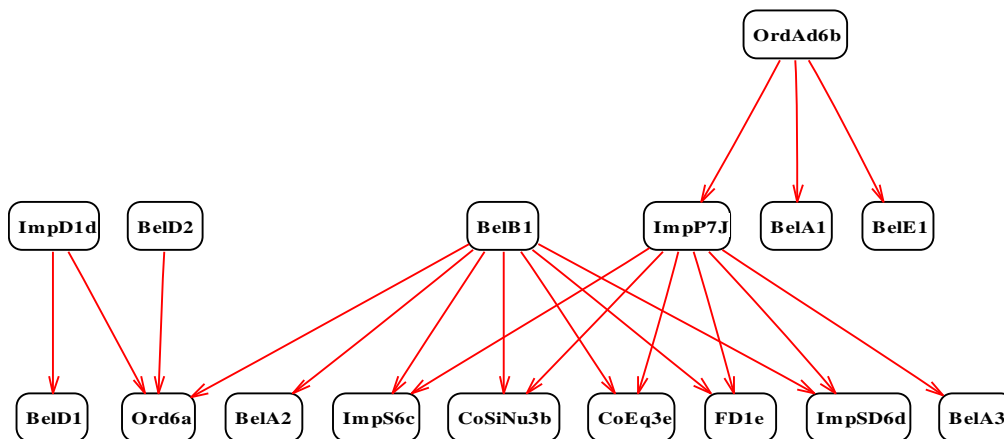 OrdAd6b
ImpD1d
BelD2
BelB1
ImpP7J
BelA1
BelE1
BelD1
Ord6a
BelA2
ImpS6c
CoSiNu3b
CoEq3e
FD1e
ImpSD6d
BelA3